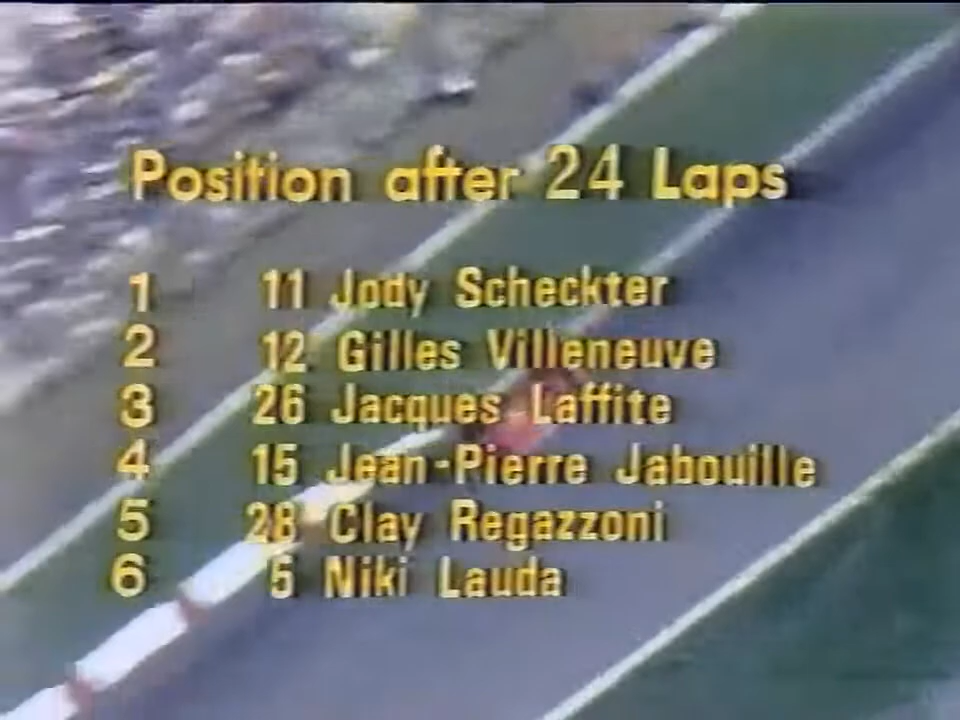 Position after 24 Laps
1 11 Jody Scheckter
2 12 Gilles Villeneuve
3 26 Jacques Laffite
4 15 Jean-Pierre Jabouille
5 28 Clay Regazzoni
6 5 Niki Lauda